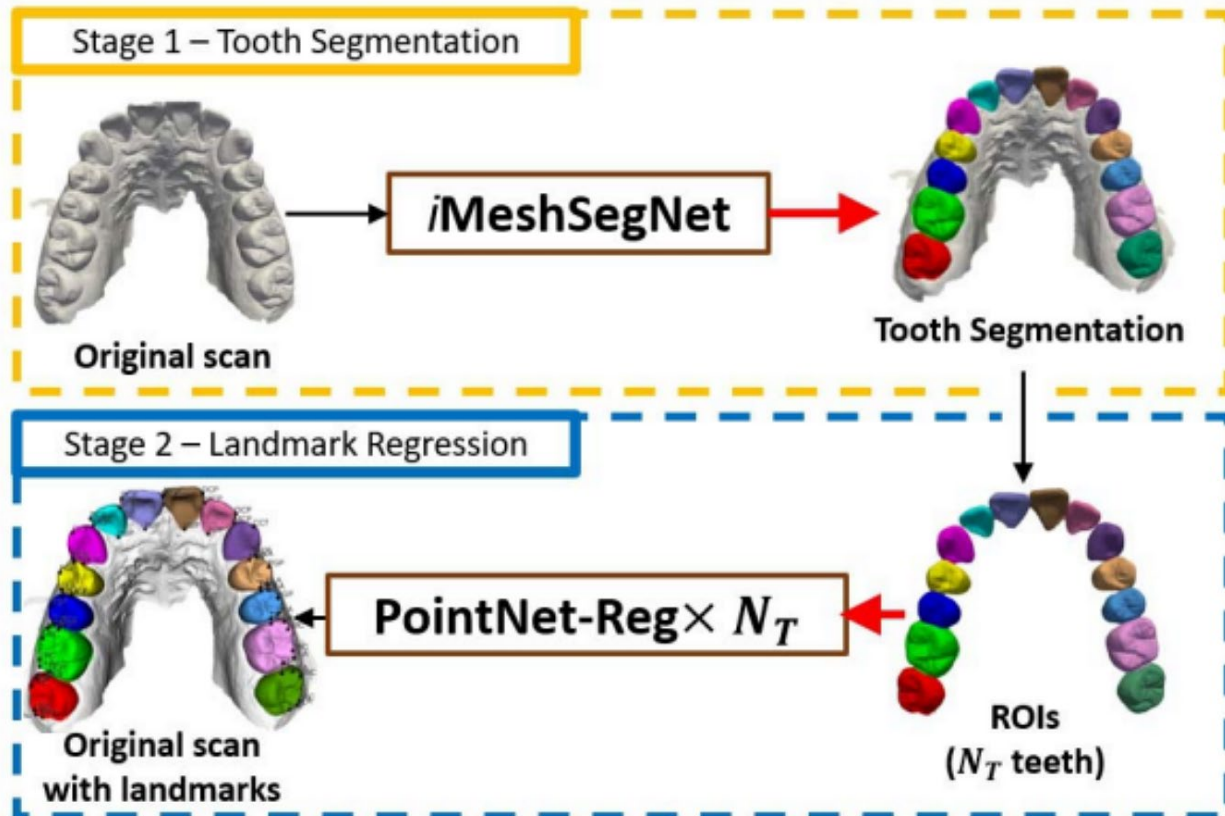 Stage 1 – Tooth Segmentation
iMeshSegNet
Original scan
Tooth Segmentation
Stage 2 – Landmark Regression
PointNet-Reg× N_T
Original scan
with landmarks
ROIs
(N_T teeth)